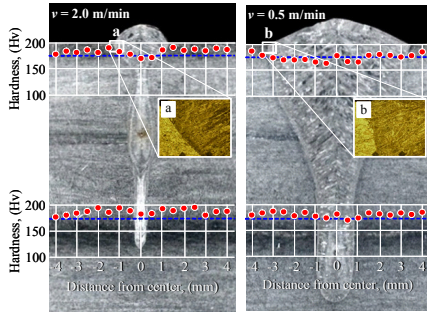 v = 2.0 m/min
v = 0.5 m/min
a
b
Hardness, (Hv)
200
150
100
a
b
Hardness, (Hv)
200
150
100
-4 -3 -2 -1 0 1 2 3 4
-4 -3 -2 -1 0 1 2 3 4
Distance from center, (mm)
Distance from center, (mm)